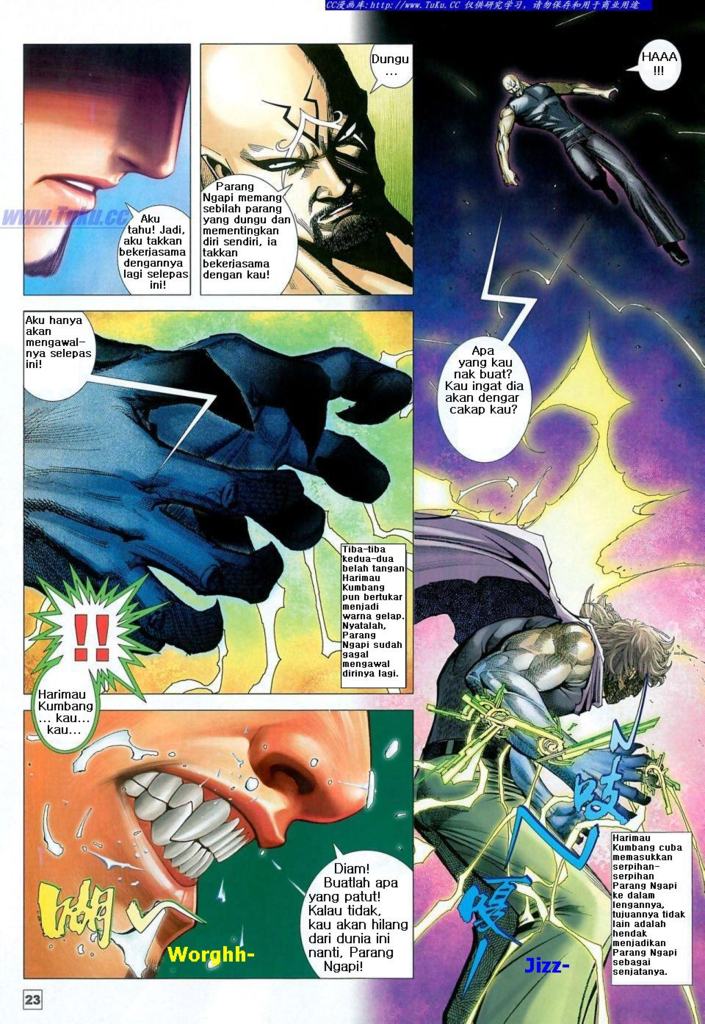 CC漫画库:http://www.TuKu.CC 仅供研究学习，请勿保存和用于商业用途
www.Tuku.cc
Aku
tahu! Jadi,
aku takkan
bekerjasama
dengannya
lagi selepas
ini!
Dungu
...
Parang
Ngapi memang
sebilah parang
yang dungu dan
mementingkan
diri sendiri, ia
takkan
bekerjasama
dengan kau!
HAAA
!!!
Apa
yang kau
nak buat?
Kau ingat dia
akan dengar
cakap kau?
Aku hanya
akan
mengawal-
nya selepas
ini!
Tiba-tiba
kedua-dua
belah tangan
Harimau
Kumbang
pun bertukar
menjadi
warna gelap.
Nyatalah,
Parang
Ngapi sudah
gagal
mengawal
dirinya lagi.
!!
Harimau
Kumbang
... kau...
kau...
Diam!
Buatlah apa
yang patut!
Kalau tidak,
kau akan hilang
dari dunia ini
nanti, Parang
Ngapi!
Worghh-
吱
嘎
Jizz-
Harimau
Kumbang cuba
memasukkan
serpihan-
serpihan
Parang Ngapi
ke dalam
lengannya,
tujuannya tidak
lain adalah
hendak
menjadikan
Parang Ngapi
sebagai
senjatanya.
23